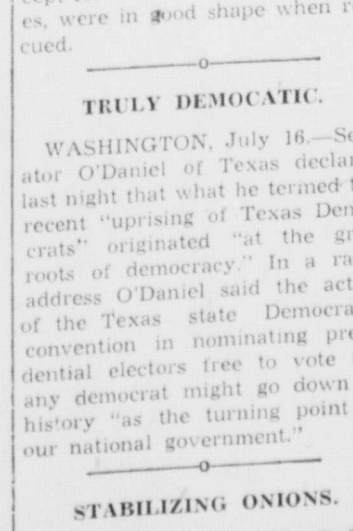 es, were in good shape when r
cued.
TRULY DEMOCATIC.
WASHINGTON, July 16.—Se
ator O'Daniel of Texas declar
last night that what he termed t
recent "uprising of Texas Dem
crats" originated "at the gr
roots of democracy." In a ra
address O'Daniel said the act
of the Texas state Democra
convention in nominating pre
dential electors free to vote
any democrat might go down
history "as the turning point
our national government."
STABILIZING ONIONS.